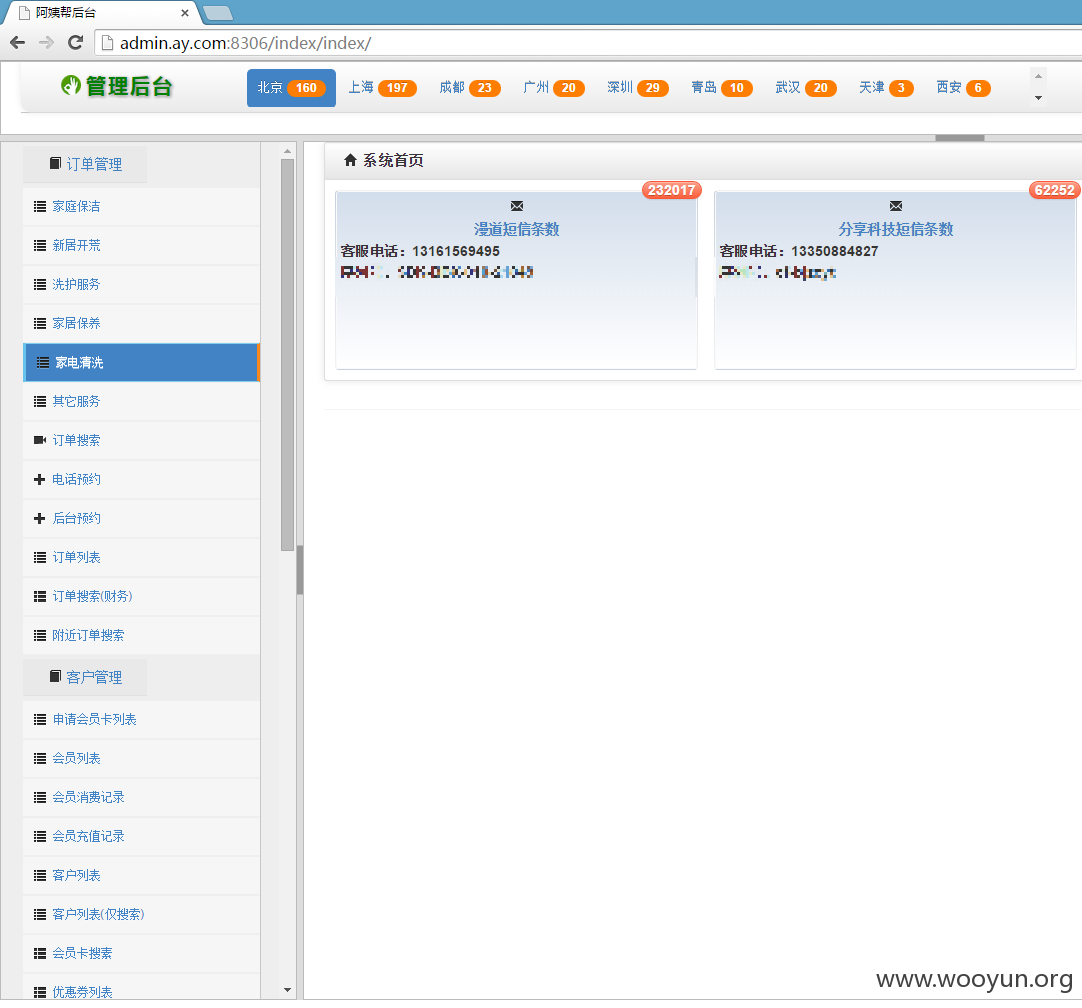 阿姨帮后台
admin.ay.com:8306/index/index/
管理后台
北京 160 上海 197 成都 23 广州 20 深圳 29 青岛 10 武汉 20 天津 3 西安 6
订单管理
家庭保洁
新居开荒
洗护服务
家居保养
家电清洗
其它服务
订单搜索
电话预约
后台预约
订单列表
订单搜索(财务)
附近订单搜索
客户管理
申请会员卡列表
会员列表
会员消费记录
会员充值记录
客户列表
客户列表(仅搜索)
会员卡搜素
优惠券列表
系统首页
232017
漫道短信条数
客服电话：13161569495
62252
分享科技短信条数
客服电话：13350884827
www.wooyun.org